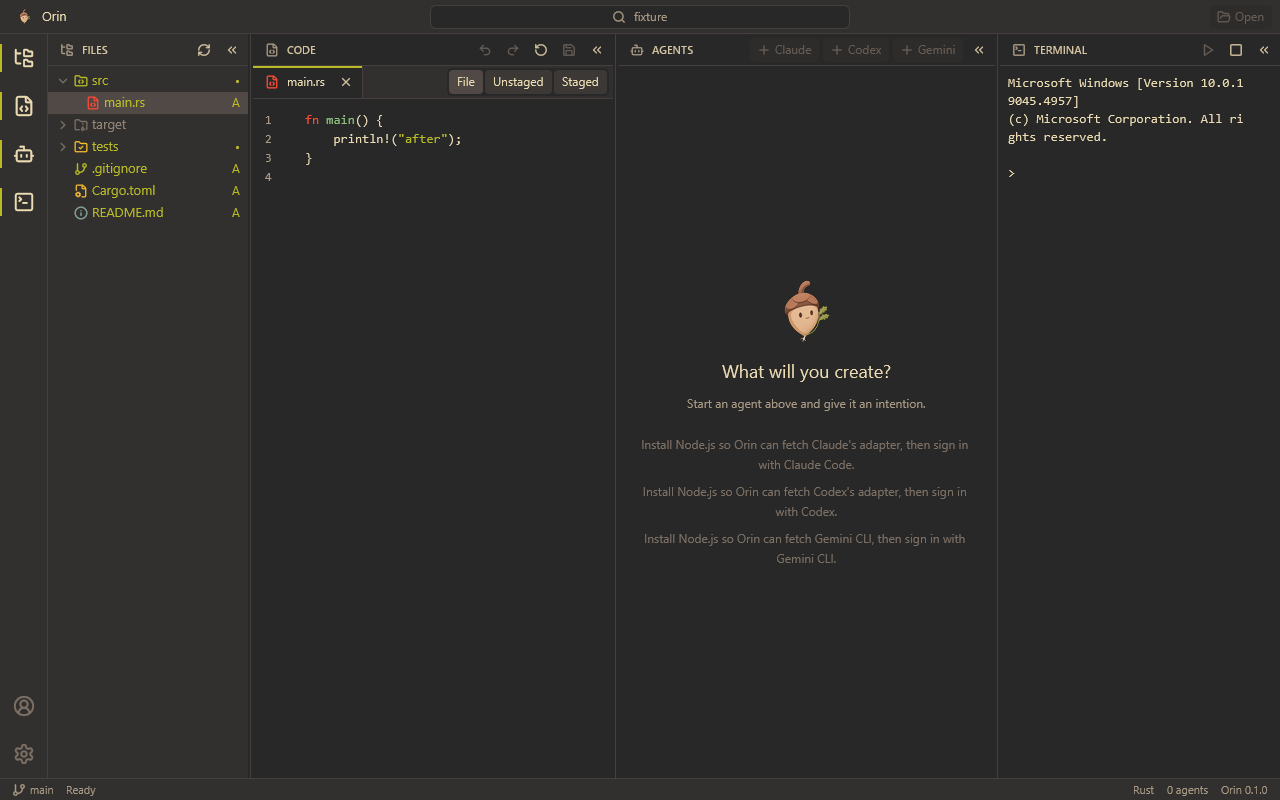 Orin
fixture
Open
FILES
src
main.rs A
target
tests
.gitignore A
Cargo.toml A
README.md A
CODE
main.rs
File Unstaged Staged
1 fn main() {
2     println!("after");
3 }
4
AGENTS
+ Claude + Codex + Gemini
What will you create?
Start an agent above and give it an intention.
Install Node.js so Orin can fetch Claude's adapter, then sign in
with Claude Code.
Install Node.js so Orin can fetch Codex's adapter, then sign in
with Codex.
Install Node.js so Orin can fetch Gemini CLI, then sign in with
Gemini CLI.
TERMINAL
Microsoft Windows [Version 10.0.1
9045.4957]
(c) Microsoft Corporation. All ri
ghts reserved.
>
main Ready
Rust 0 agents Orin 0.1.0